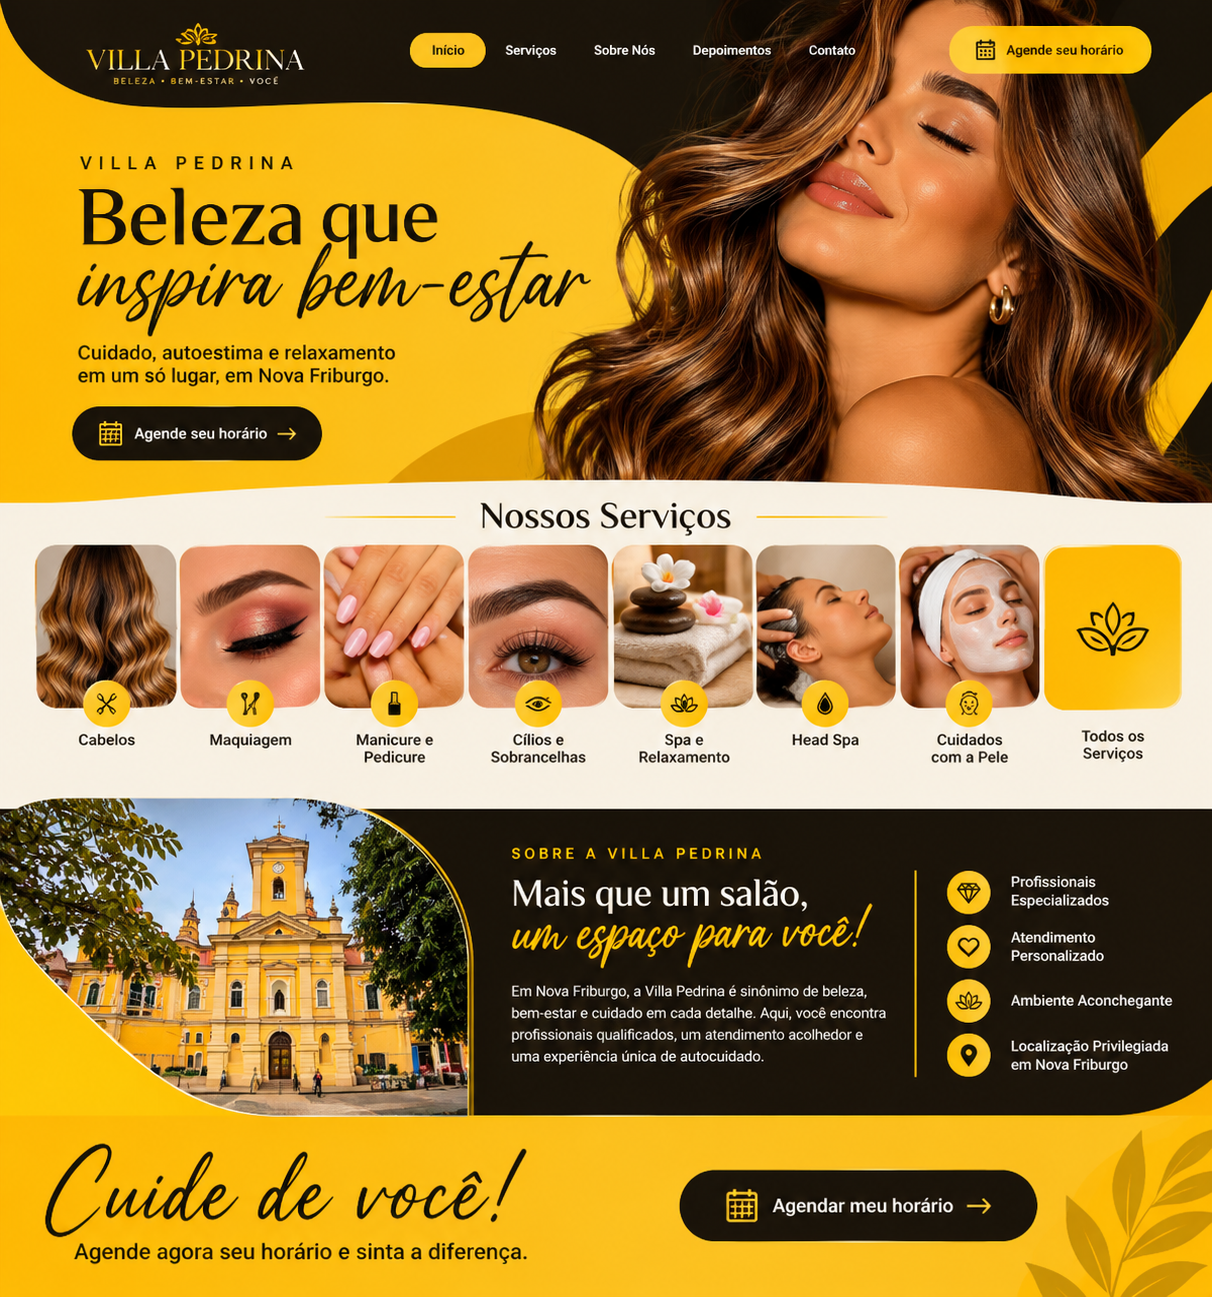 VILLA PEDRINA
BELEZA • BEM-ESTAR • VOCÊ
Início
Serviços
Sobre Nós
Depoimentos
Contato
Agende seu horário
VILLA PEDRINA
Beleza que
inspira bem-estar
Cuidado, autoestima e relaxamento
em um só lugar, em Nova Friburgo.
Agende seu horário
Nossos Serviços
Cabelos
Maquiagem
Manicure e
Pedicure
Cílios e
Sobrancelhas
Spa e
Relaxamento
Head Spa
Cuidados
com a Pele
Todos os
Serviços
SOBRE A VILLA PEDRINA
Mais que um salão,
um espaço para você!
Em Nova Friburgo, a Villa Pedrina é sinônimo de beleza,
bem-estar e cuidado em cada detalhe. Aqui, você encontra
profissionais qualificados, um atendimento acolhedor e
uma experiência única de autocuidado.
Profissionais
Especializados
Atendimento
Personalizado
Ambiente Aconchegante
Localização Privilegiada
em Nova Friburgo
Cuide de você!
Agende agora seu horário e sinta a diferença.
Agendar meu horário